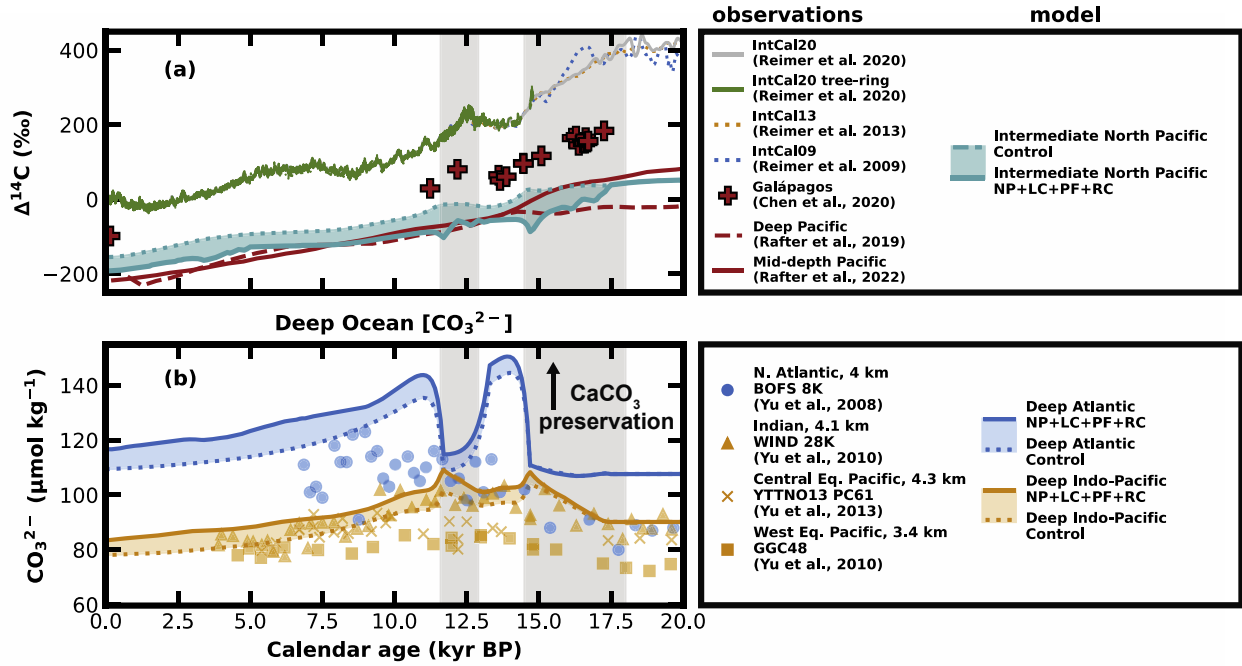 observations
model
(a)
400
200
0
−200
Δ¹⁴C (‰)
IntCal20
(Reimer et al. 2020)
IntCal20 tree-ring
(Reimer et al. 2020)
IntCal13
(Reimer et al. 2013)
IntCal09
(Reimer et al. 2009)
Galápagos
(Chen et al., 2020)
Deep Pacific
(Rafter et al., 2019)
Mid-depth Pacific
(Rafter et al., 2022)
Intermediate North Pacific
Control
Intermediate North Pacific
NP+LC+PF+RC
Deep Ocean [CO₃²⁻]
(b)
140
120
100
80
60
CO₃²⁻ (μmol kg⁻¹)
CaCO₃
preservation
0.0 2.5 5.0 7.5 10.0 12.5 15.0 17.5 20.0
Calendar age (kyr BP)
N. Atlantic, 4 km
BOFS 8K
(Yu et al., 2008)
Indian, 4.1 km
WIND 28K
(Yu et al., 2010)
Central Eq. Pacific, 4.3 km
YTTNO13 PC61
(Yu et al., 2013)
West Eq. Pacific, 3.4 km
GGC48
(Yu et al., 2010)
Deep Atlantic
NP+LC+PF+RC
Deep Atlantic
Control
Deep Indo-Pacific
NP+LC+PF+RC
Deep Indo-Pacific
Control